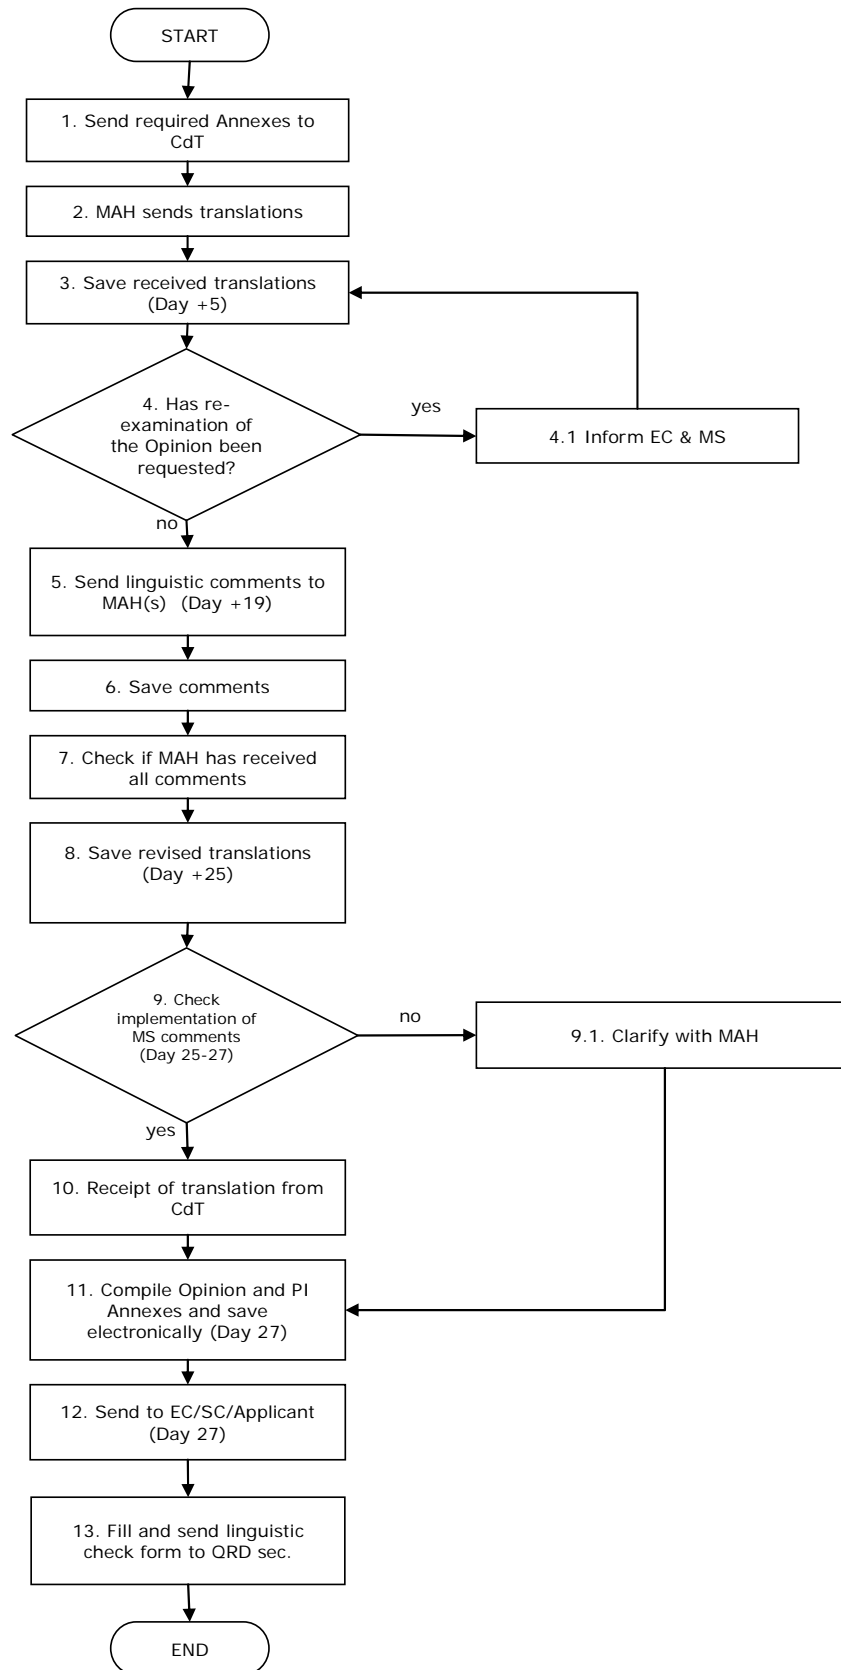 START
1. Send required Annexes to
CdT
2. MAH sends translations
3. Save received translations
(Day +5)
4. Has re-
examination of
the Opinion been
requested?
yes
4.1 Inform EC & MS
no
5. Send linguistic comments to
MAH(s)  (Day +19)
6. Save comments
7. Check if MAH has received
all comments
8. Save revised translations
(Day +25)
9. Check
implementation of
MS comments
(Day 25-27)
no
9.1. Clarify with MAH
yes
10. Receipt of translation from
CdT
11. Compile Opinion and PI
Annexes and save
electronically (Day 27)
12. Send to EC/SC/Applicant
(Day 27)
13. Fill and send linguistic
check form to QRD sec.
END